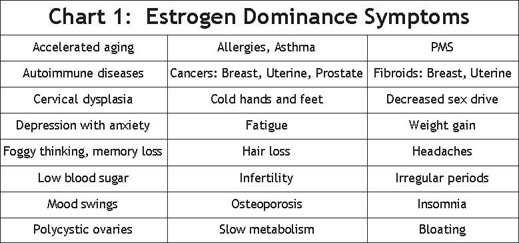 Chart 1: Estrogen Dominance Symptoms
Accelerated aging Allergies, Asthma PMS
Autoimmune diseases Cancers: Breast, Uterine, Prostate Fibroids: Breast, Uterine
Cervical dysplasia Cold hands and feet Decreased sex drive
Depression with anxiety Fatigue Weight gain
Foggy thinking, memory loss Hair loss Headaches
Low blood sugar Infertility Irregular periods
Mood swings Osteoporosis Insomnia
Polycystic ovaries Slow metabolism Bloating